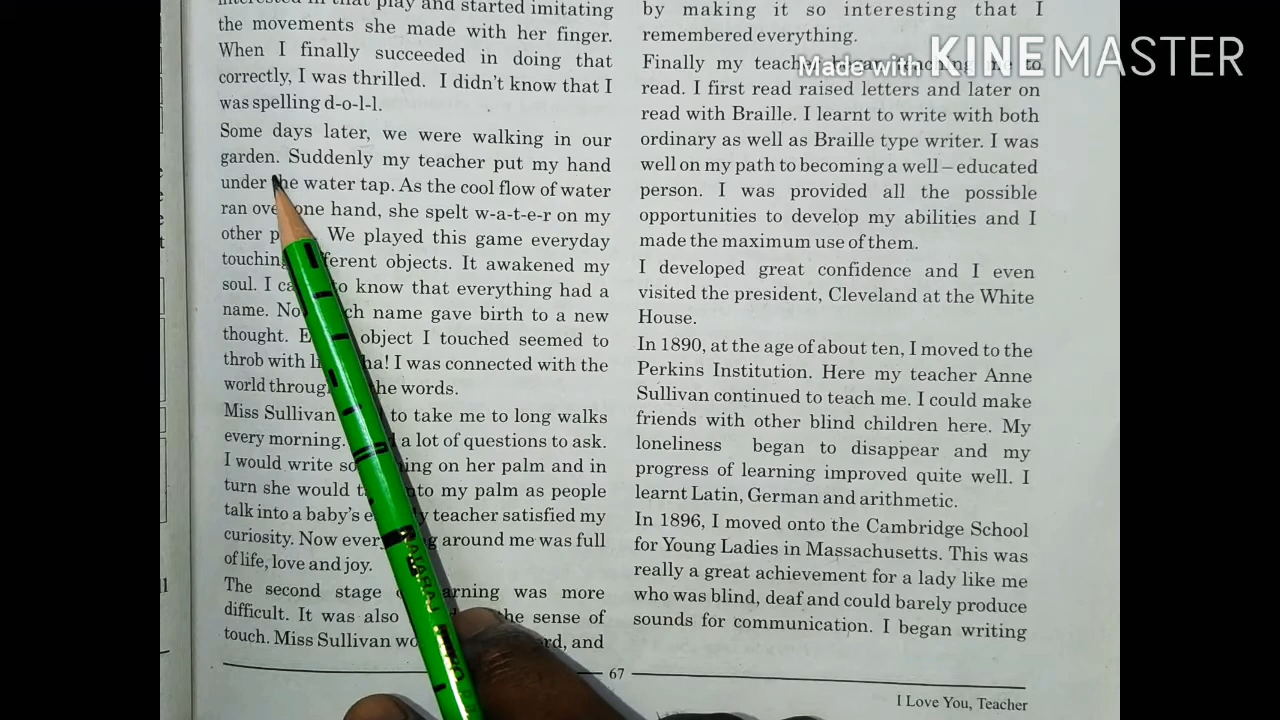 interested in that play and started imitating
the movements she made with her finger.
When I finally succeeded in doing that
correctly, I was thrilled. I didn't know that I
was spelling d-o-l-l.
Some days later, we were walking in our
garden. Suddenly my teacher put my hand
under the water tap. As the cool flow of water
ran one hand, she spelt w-a-t-e-r on my
other We played this game everyday
touching objects. It awakened my
soul. I to know that everything had a
name. name gave birth to a new
thought. object I touched seemed to
throb with I was connected with the
world the words.
Miss Sullivan to take me to long walks
every morning. a lot of questions to ask.
I would write on her palm and in
turn she would my palm as people
talk into a baby's teacher satisfied my
curiosity. Now around me was full
of life, love and joy.
The second stage was more
difficult. It was also the sense of
touch. Miss Sullivan and
by making it so interesting that I
remembered everything.
Finally my teacher to
read. I first read raised letters and later on
read with Braille. I learnt to write with both
ordinary as well as Braille type writer. I was
well on my path to becoming a well – educated
person. I was provided all the possible
opportunities to develop my abilities and I
made the maximum use of them.
I developed great confidence and I even
visited the president, Cleveland at the White
House.
In 1890, at the age of about ten, I moved to the
Perkins Institution. Here my teacher Anne
Sullivan continued to teach me. I could make
friends with other blind children here. My
loneliness began to disappear and my
progress of learning improved quite well. I
learnt Latin, German and arithmetic.
In 1896, I moved onto the Cambridge School
for Young Ladies in Massachusetts. This was
really a great achievement for a lady like me
who was blind, deaf and could barely produce
sounds for communication. I began writing
67
I Love You, Teacher
Made with KINEMASTER
NATARAJ